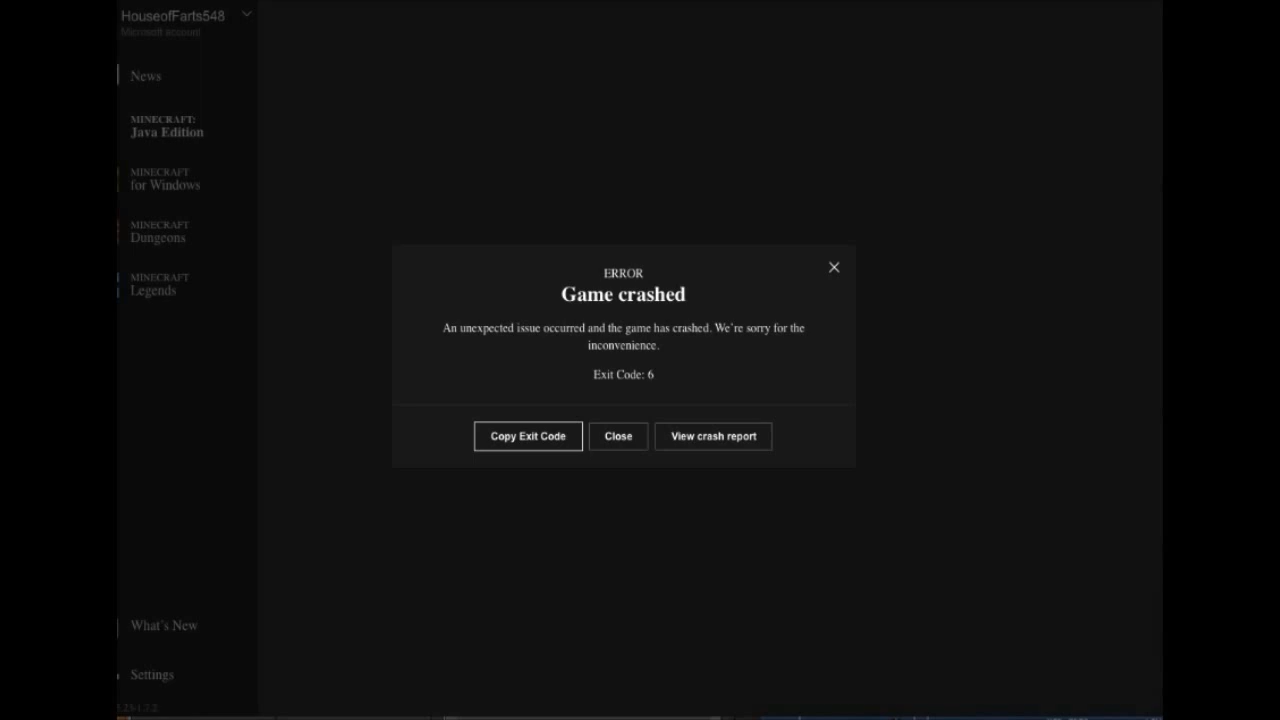 HouseofFarts548
Microsoft account
News
MINECRAFT:
Java Edition
MINECRAFT
for Windows
MINECRAFT
Dungeons
MINECRAFT
Legends
ERROR
Game crashed
An unexpected issue occurred and the game has crashed. We're sorry for the
inconvenience.
Exit Code: 6
Copy Exit Code
Close
View crash report
What's New
Settings